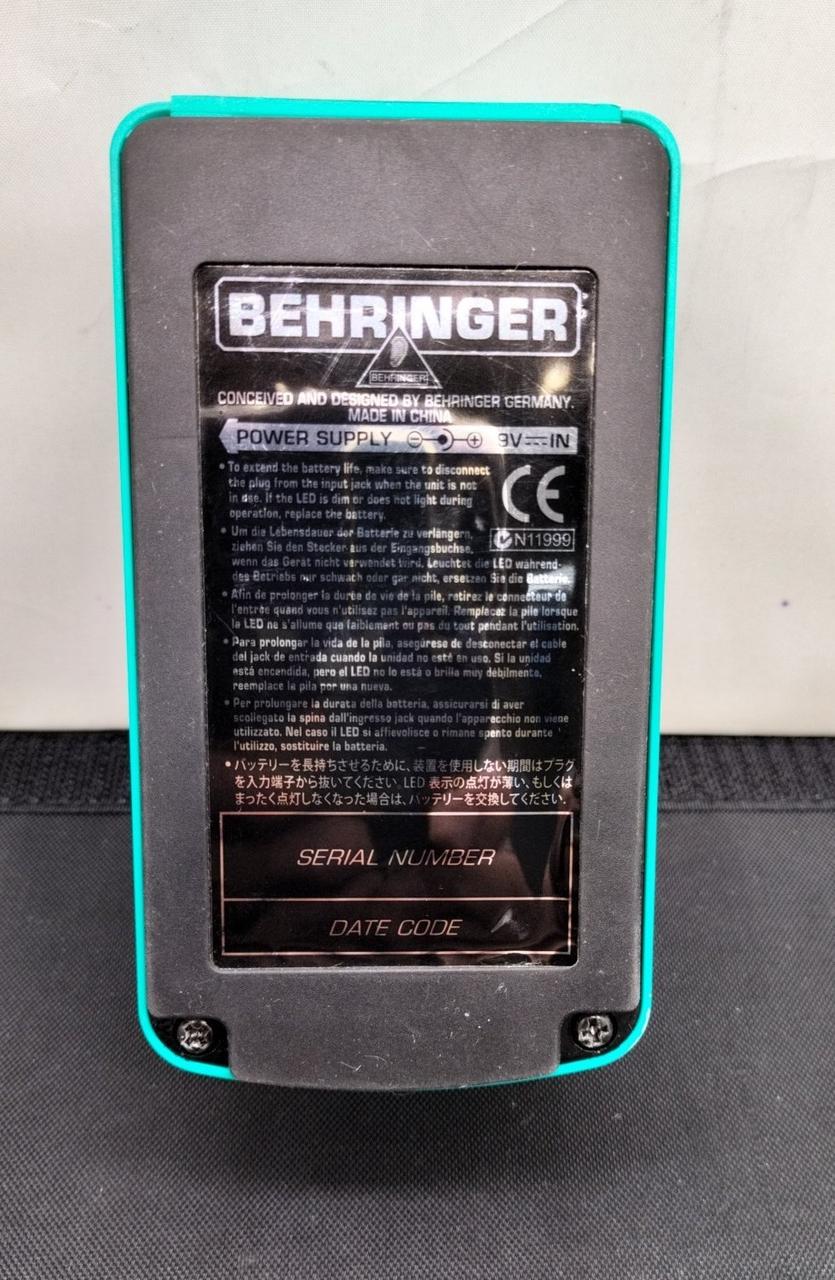 BEHRINGER
BEHRINGER
CONCEIVED AND DESIGNED BY BEHRINGER GERMANY.
MADE IN CHINA
POWER SUPPLY - + 9V IN
• To extend the battery life, make sure to disconnect
the plug from the input jack when the unit is not
in use. If the LED is dim or does not light during
operation, replace the battery.
CE
N11999
• Um die Lebensdauer der Batterie zu verlängern,
ziehen Sie den Stecker aus der Eingangsbuchse,
wenn das Gerät nicht verwendet wird. Leuchtet die LED während
des Betriebs nur schwach oder gar nicht, ersetzen Sie die Batterie.
• Afin de prolonger la durée de vie de la pile, retirez le connecteur de
l'entrée quand vous n'utilisez pas l'appareil. Remplacez la pile lorsque
la LED ne s'allume que faiblement ou pas du tout pendant l'utilisation.
• Para prolongar la vida de la pila, asegúrese de desconectar el cable
del jack de entrada cuando la unidad no esté en uso. Si la unidad
está encendida, pero el LED no lo está o brilla muy débilmente,
reemplace la pila por una nueva.
• Per prolungare la durata della batteria, assicurarsi di aver
scollegato la spina dall'ingresso jack quando l'apparecchio non viene
utilizzato. Nel caso il LED si affievolisce o rimane spento durante
l'utilizzo, sostituire la batteria.
• バッテリーを長持ちさせるために、装置を使用しない期間はプラグ
を入力端子から抜いてください。LED 表示の点灯が薄い、もしくは
まったく点灯しなくなった場合は、バッテリーを交換してください。
SERIAL NUMBER
DATE CODE